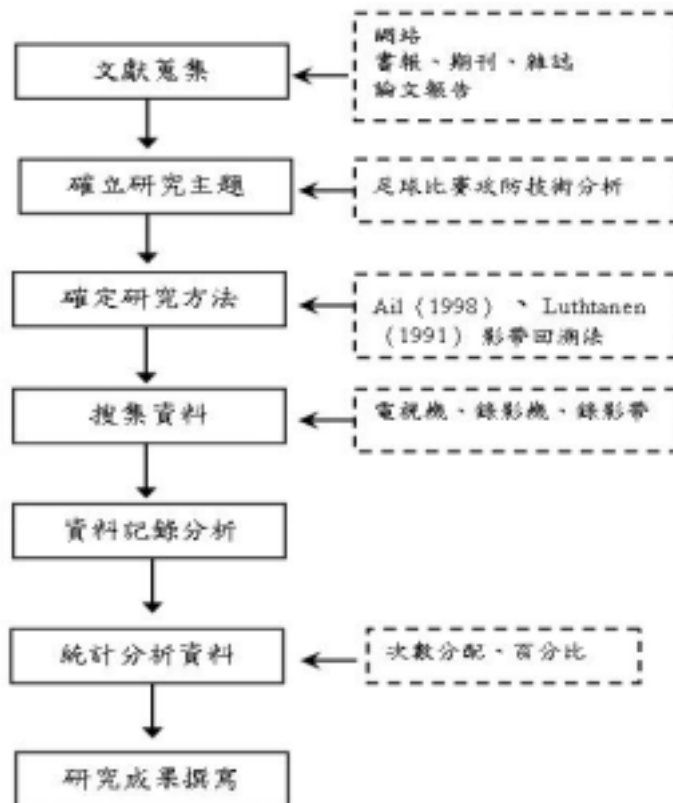 文獻蒐集
網路
書報、期刊、雜誌
論文報告
確立研究主題
足球比賽攻防技術分析
確定研究方法
Ail (1998) 、 Luthtanen
(1991) 影帶回溯法
搜集資料
電視機、錄影機、錄影帶
資料記錄分析
統計分析資料
次數分配、百分比
研究成果撰寫